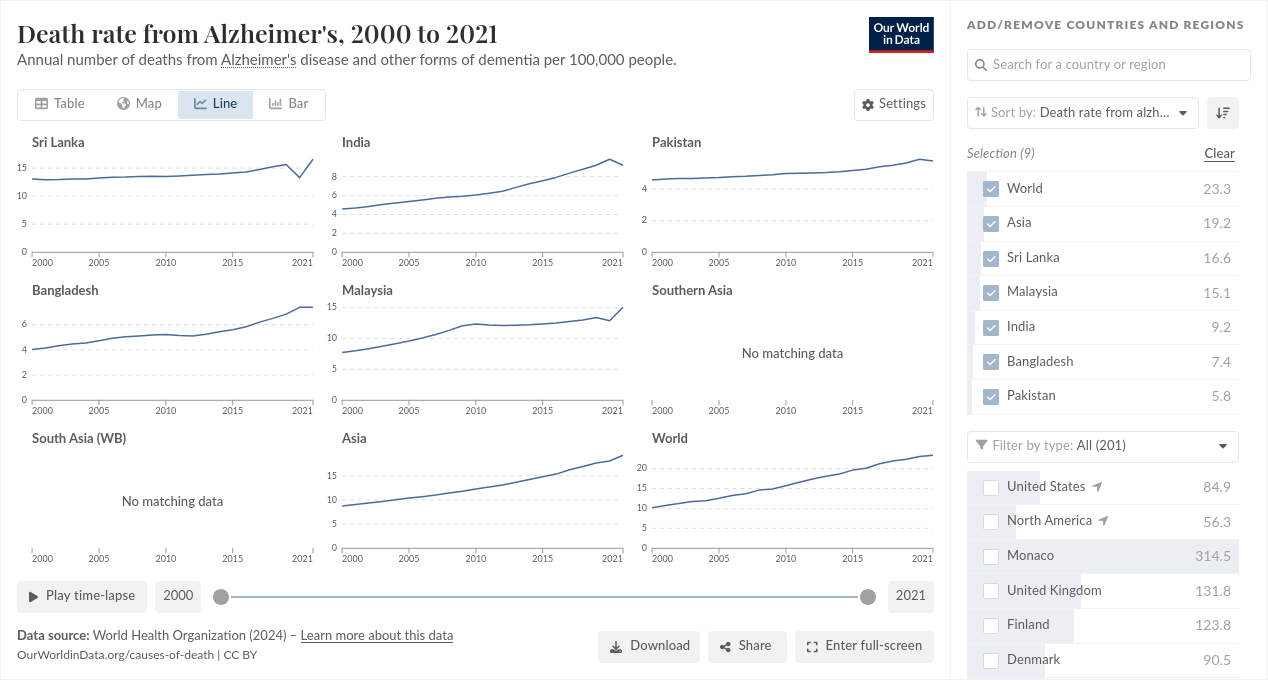 Death rate from Alzheimer's, 2000 to 2021
Annual number of deaths from Alzheimer's disease and other forms of dementia per 100,000 people.
Our World
in Data
Table
Map
Line
Bar
Settings
Sri Lanka
15
10
5
0
2000
2005
2010
2015
2021
India
8
6
4
2
0
2000
2005
2010
2015
2021
Pakistan
4
2
0
2000
2005
2010
2015
2021
Bangladesh
6
4
2
0
2000
2005
2010
2015
2021
Malaysia
15
10
5
0
2000
2005
2010
2015
2021
Southern Asia
No matching data
2000
2005
2010
2015
2021
South Asia (WB)
No matching data
2000
2005
2010
2015
2021
Asia
15
10
5
0
2000
2005
2010
2015
2021
World
20
15
10
5
0
2000
2005
2010
2015
2021
Play time-lapse
2000
2021
Data source: World Health Organization (2024) – Learn more about this data
OurWorldinData.org/causes-of-death | CC BY
Download
Share
Enter full-screen
ADD/REMOVE COUNTRIES AND REGIONS
Search for a country or region
Sort by: Death rate from alzh...
Selection (9)
Clear
World 23.3
Asia 19.2
Sri Lanka 16.6
Malaysia 15.1
India 9.2
Bangladesh 7.4
Pakistan 5.8
Filter by type: All (201)
United States 84.9
North America 56.3
Monaco 314.5
United Kingdom 131.8
Finland 123.8
Denmark 90.5